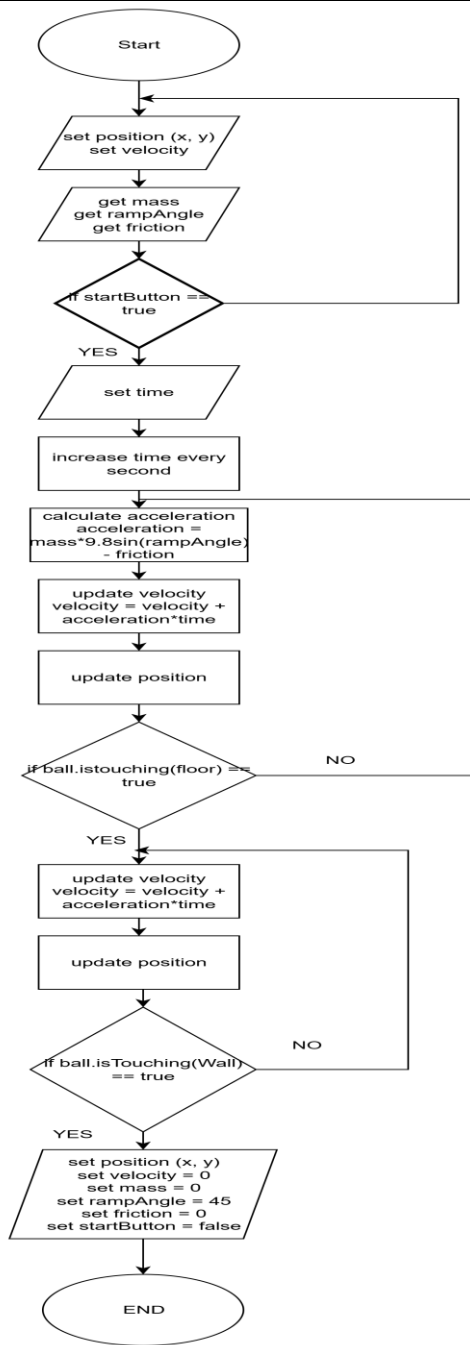 Start
set position (x, y)
set velocity
get mass
get rampAngle
get friction
if startButton ==
true
YES
set time
increase time every
second
calculate acceleration
acceleration =
mass*9.8sin(rampAngle)
- friction
update velocity
velocity = velocity +
acceleration*time
update position
if ball.istouching(floor) ==
true
NO
YES
update velocity
velocity = velocity +
acceleration*time
update position
if ball.isTouching(Wall)
== true
NO
YES
set position (x, y)
set velocity = 0
set mass = 0
set rampAngle = 45
set friction = 0
set startButton = false
END